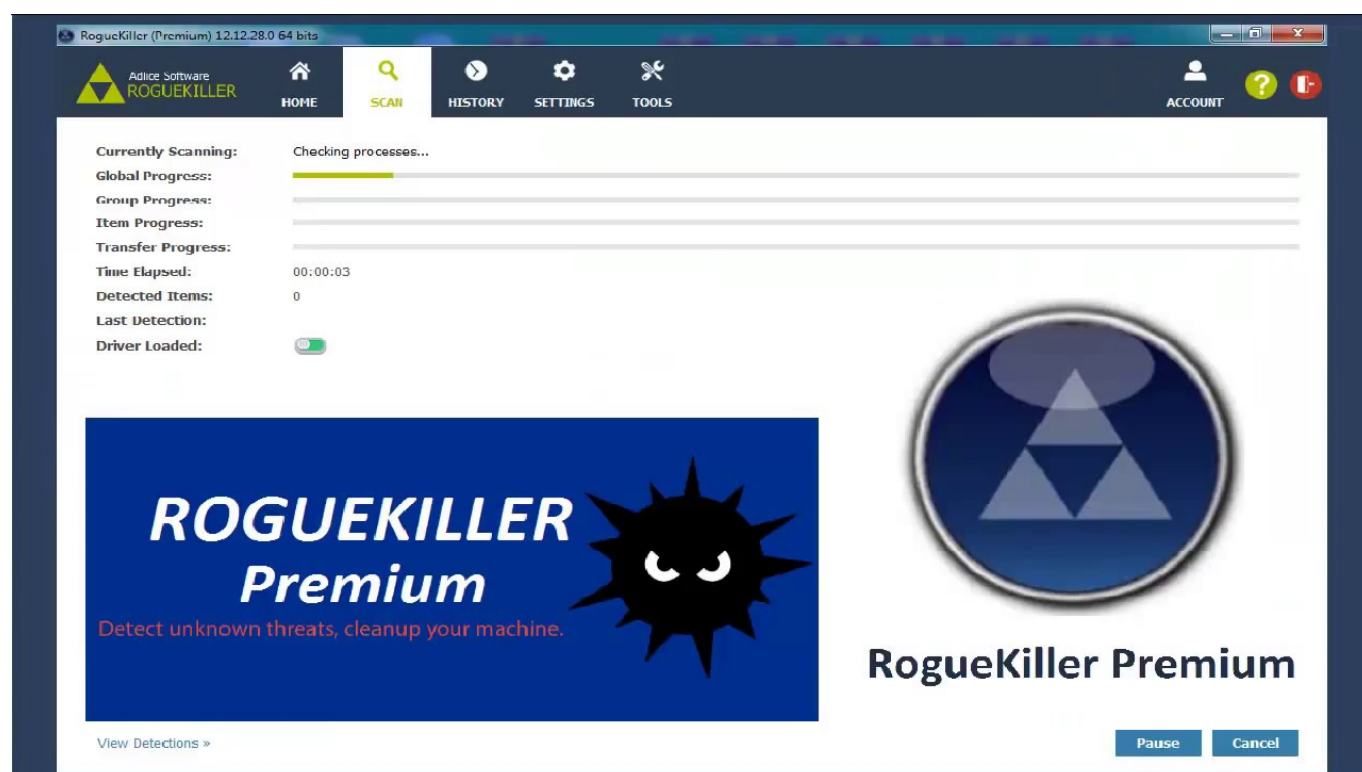 RogueKiller (Premium) 12.12.28.0 64 bits
Adlice Software
ROGUEKILLER
HOME
SCAN
HISTORY
SETTINGS
TOOLS
ACCOUNT
?
Currently Scanning: Checking processes...
Global Progress:
Group Progress:
Item Progress:
Transfer Progress:
Time Elapsed: 00:00:03
Detected Items: 0
Last Detection:
Driver Loaded:
ROGUEKILLER
Premium
Detect unknown threats, cleanup your machine.
RogueKiller Premium
View Detections »
Pause
Cancel